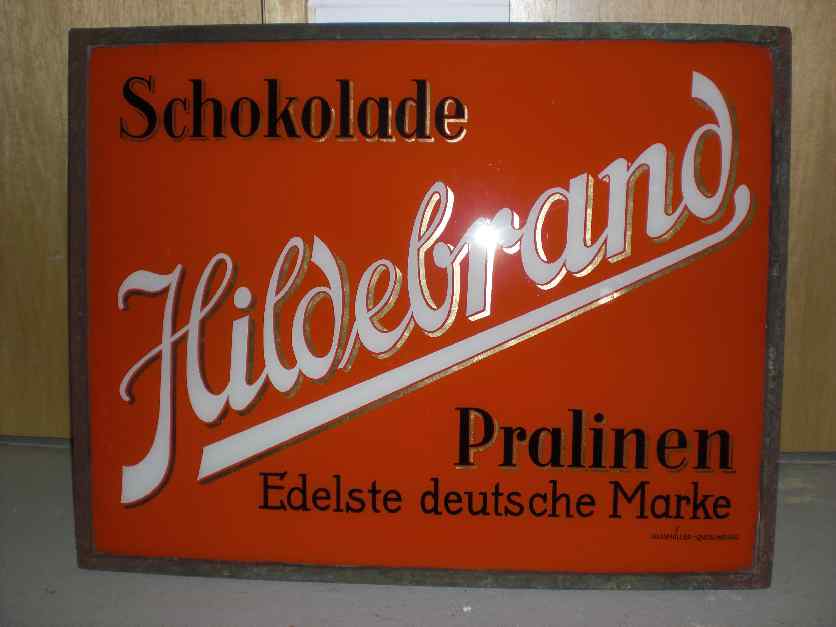 Schokolade
Hildebrand
Pralinen
Edelste deutsche Marke